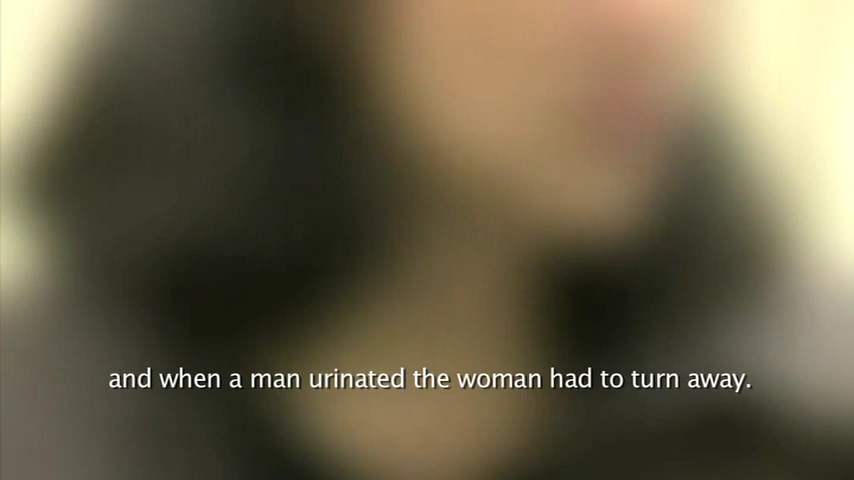 and when a man urinated the woman had to turn away.